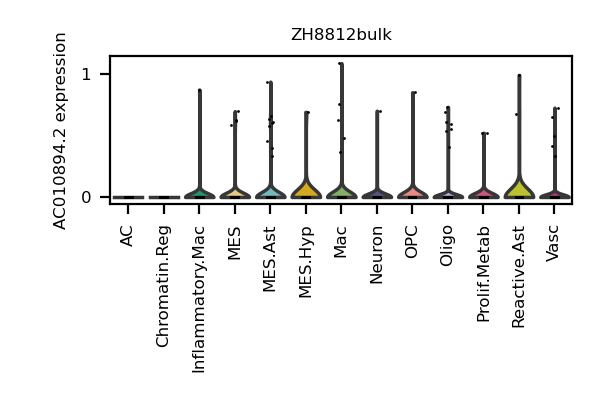 ZH8812bulk
AC010894.2 expression
1
0
AC
Chromatin.Reg
Inflammatory.Mac
MES
MES.Ast
MES.Hyp
Mac
Neuron
OPC
Oligo
Prolif.Metab
Reactive.Ast
Vasc